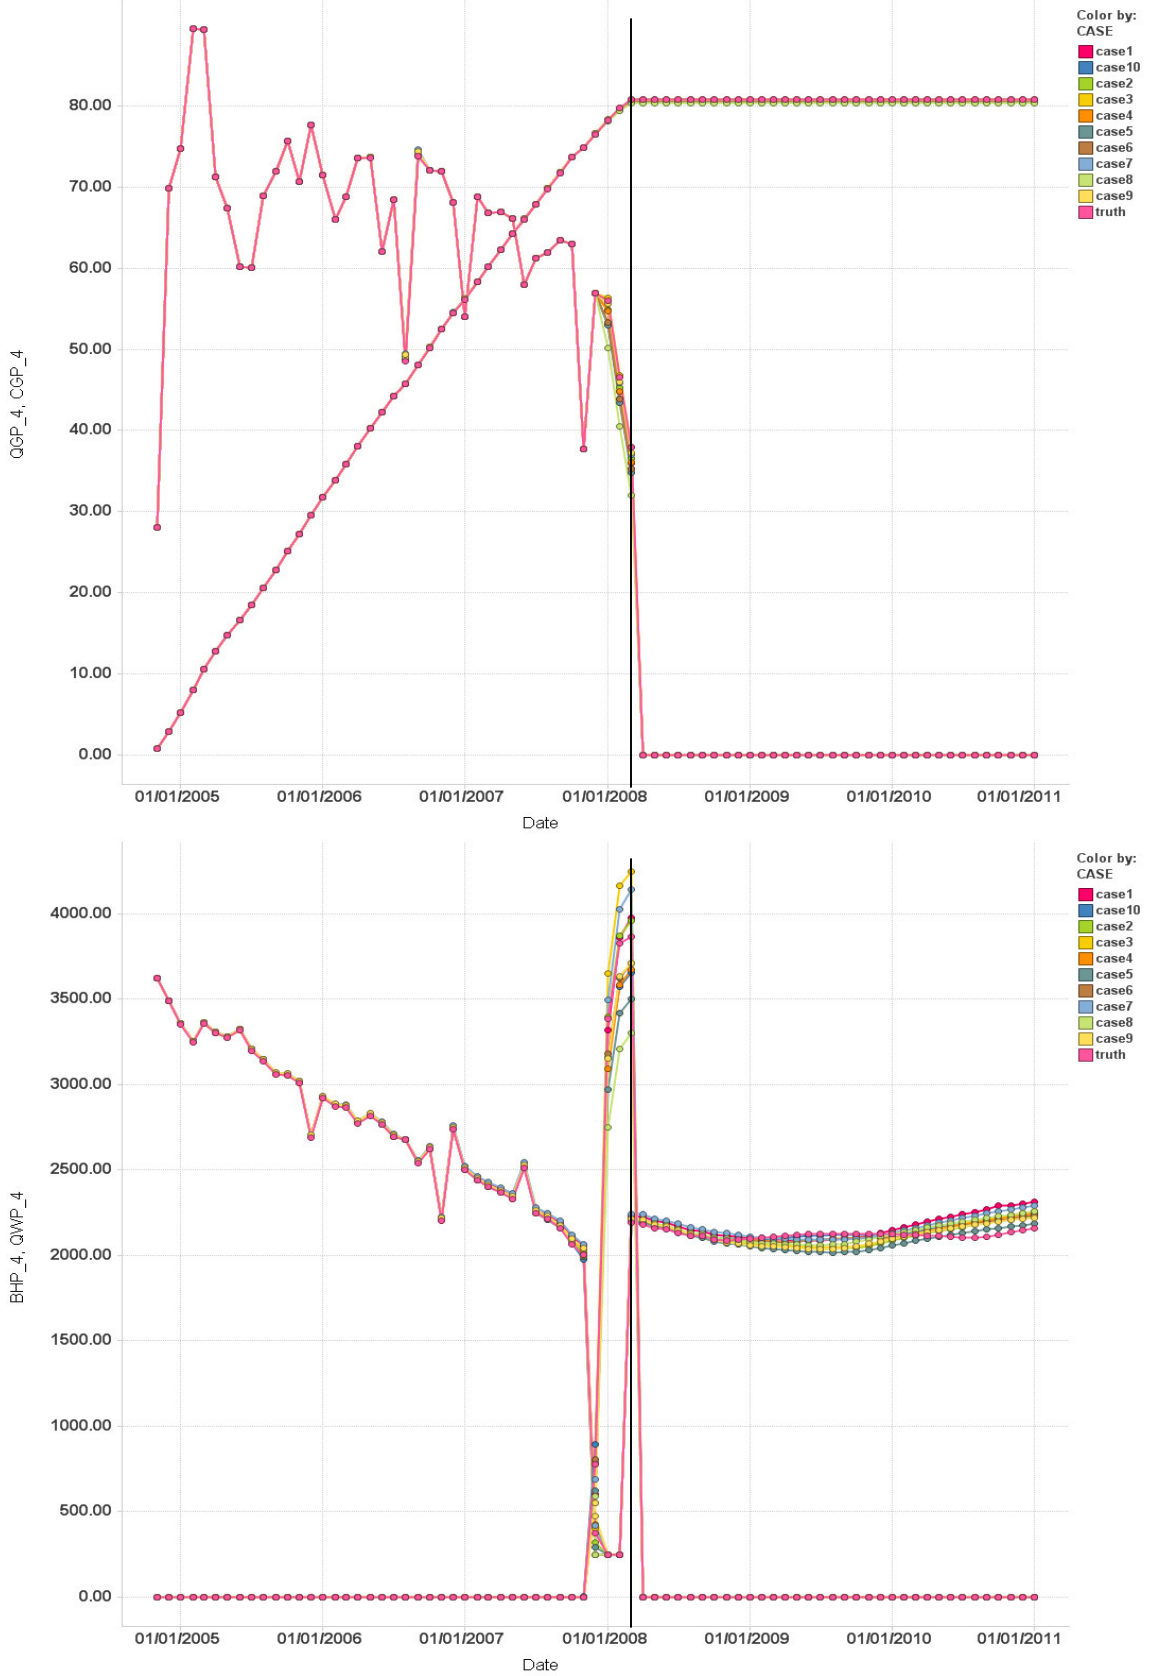 Color by:
CASE
case1
case10
case2
case3
case4
case5
case6
case7
case8
case9
truth
QGP_4, CGP_4
80.00
70.00
60.00
50.00
40.00
30.00
20.00
10.00
0.00
01/01/2005 01/01/2006 01/01/2007 01/01/2008 01/01/2009 01/01/2010 01/01/2011
Date
Color by:
CASE
case1
case10
case2
case3
case4
case5
case6
case7
case8
case9
truth
BHP_4, QWP_4
4000.00
3500.00
3000.00
2500.00
2000.00
1500.00
1000.00
500.00
0.00
01/01/2005 01/01/2006 01/01/2007 01/01/2008 01/01/2009 01/01/2010 01/01/2011
Date